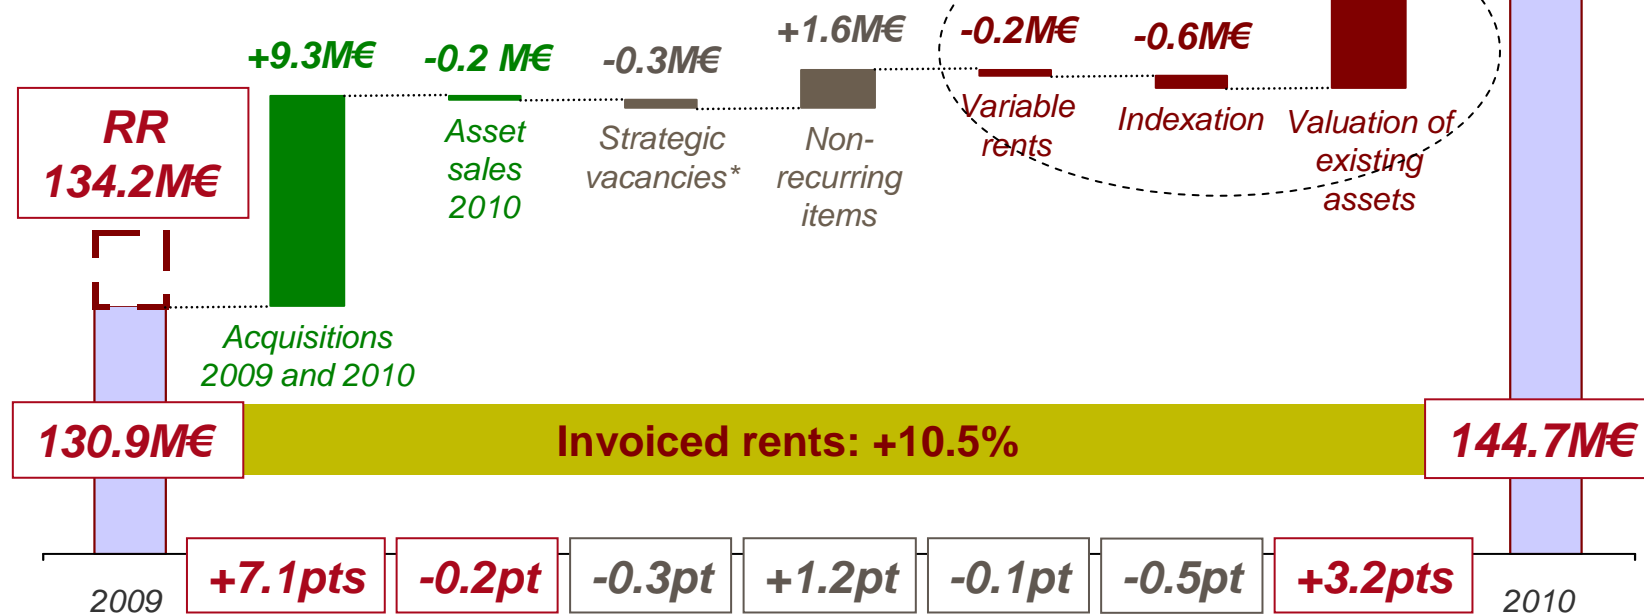 +9.3M€
-0.2 M€
-0.3M€
+1.6M€
-0.2M€
-0.6M€
RR
134.2M€
Asset
sales
2010
Strategic
vacancies*
Non-
recurring
items
Variable
rents
Indexation
Valuation of
existing
assets
Acquisitions
2009 and 2010
130.9M€
Invoiced rents: +10.5%
144.7M€
+7.1pts
-0.2pt
-0.3pt
+1.2pt
-0.1pt
-0.5pt
+3.2pts
2009
2010